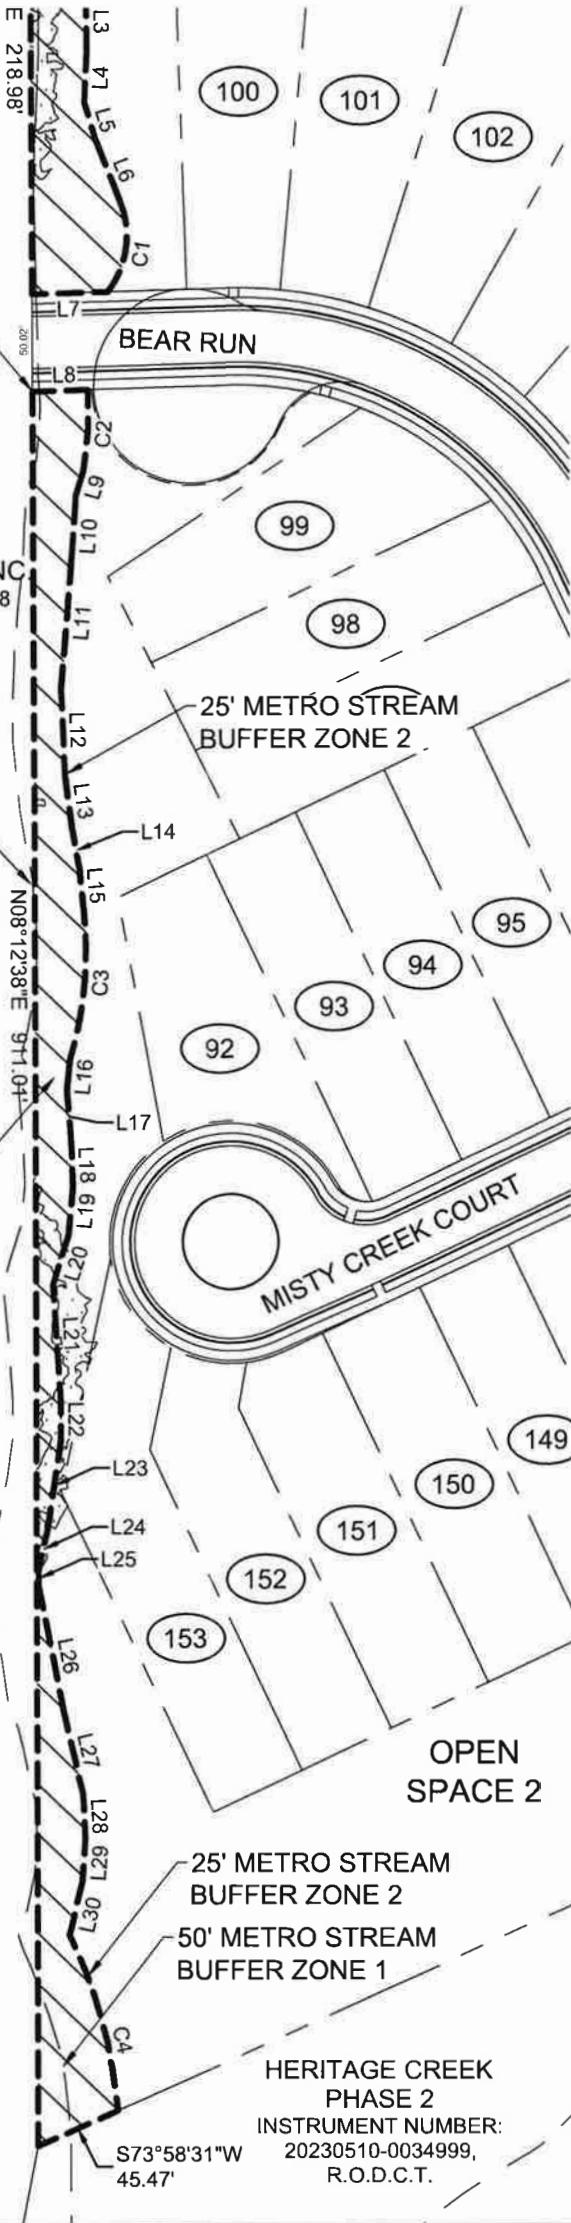 L3
L4
L5
L6
E 218.98'
100
101
102
C1
L7
50.02
BEAR RUN
L8
C2
L9
L10
99
NC.
8
L11
98
25' METRO STREAM
BUFFER ZONE 2
L12
L13
L14
L15
N08°12'38"E 911.01'
95
94
C3
93
92
L16
L17
L18
L19
MISTY CREEK COURT
L20
L21
L22
149
L23
150
L24
151
L25
152
153
L26
L27
OPEN
SPACE 2
L28
L29
25' METRO STREAM
BUFFER ZONE 2
L30
50' METRO STREAM
BUFFER ZONE 1
C4
HERITAGE CREEK
PHASE 2
INSTRUMENT NUMBER:
20230510-0034999,
R.O.D.C.T.
S73°58'31"W
45.47'